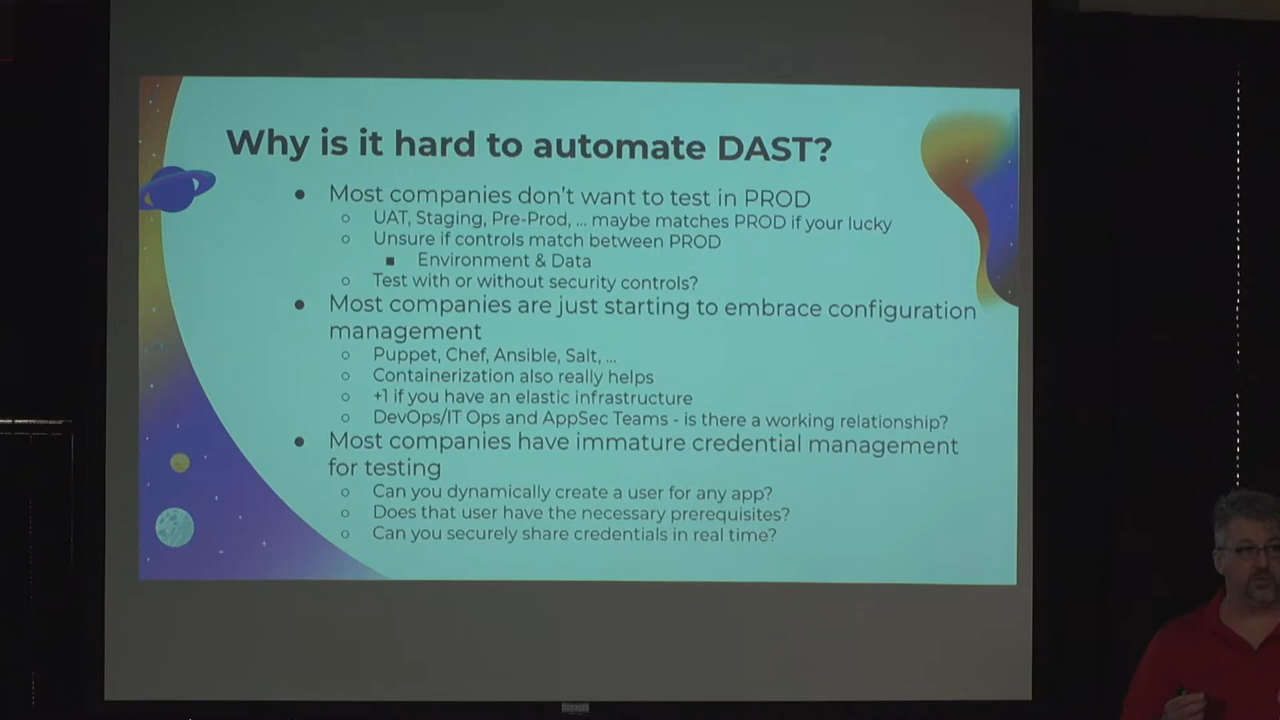 Why is it hard to automate DAST?
● Most companies don't want to test in PROD
○ UAT, Staging, Pre-Prod, ... maybe matches PROD if your lucky
○ Unsure if controls match between PROD
■ Environment & Data
○ Test with or without security controls?
● Most companies are just starting to embrace configuration
management
○ Puppet, Chef, Ansible, Salt, ...
○ Containerization also really helps
○ +1 if you have an elastic infrastructure
○ DevOps/IT Ops and AppSec Teams - is there a working relationship?
● Most companies have immature credential management
for testing
○ Can you dynamically create a user for any app?
○ Does that user have the necessary prerequisites?
○ Can you securely share credentials in real time?